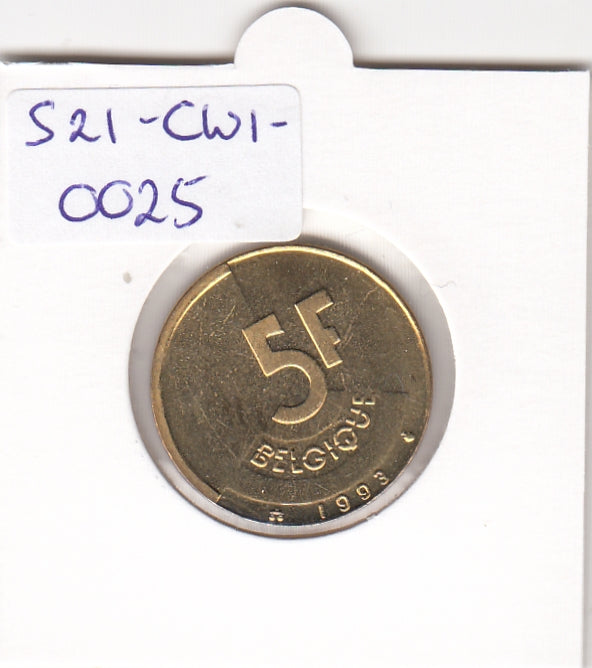 S21-CW1-
0025
5F
BELGIQUE
1993